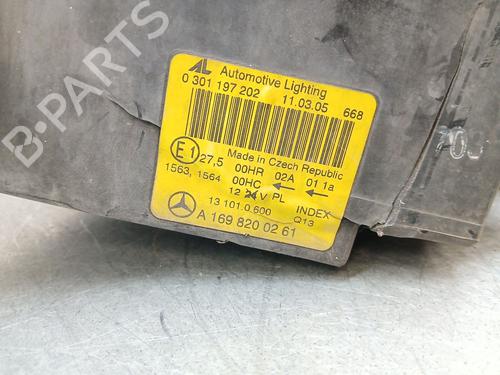 AL Automotive Lighting
0 301 197 202 11.03.05 668
Made in Czech Republic
E1 27,5 00HR 02A 01 1a
1563, 1564 00HC ← ←
12 24V PL INDEX
13 101.0.600 Q13
A 169 820 02 61
B-PARTS